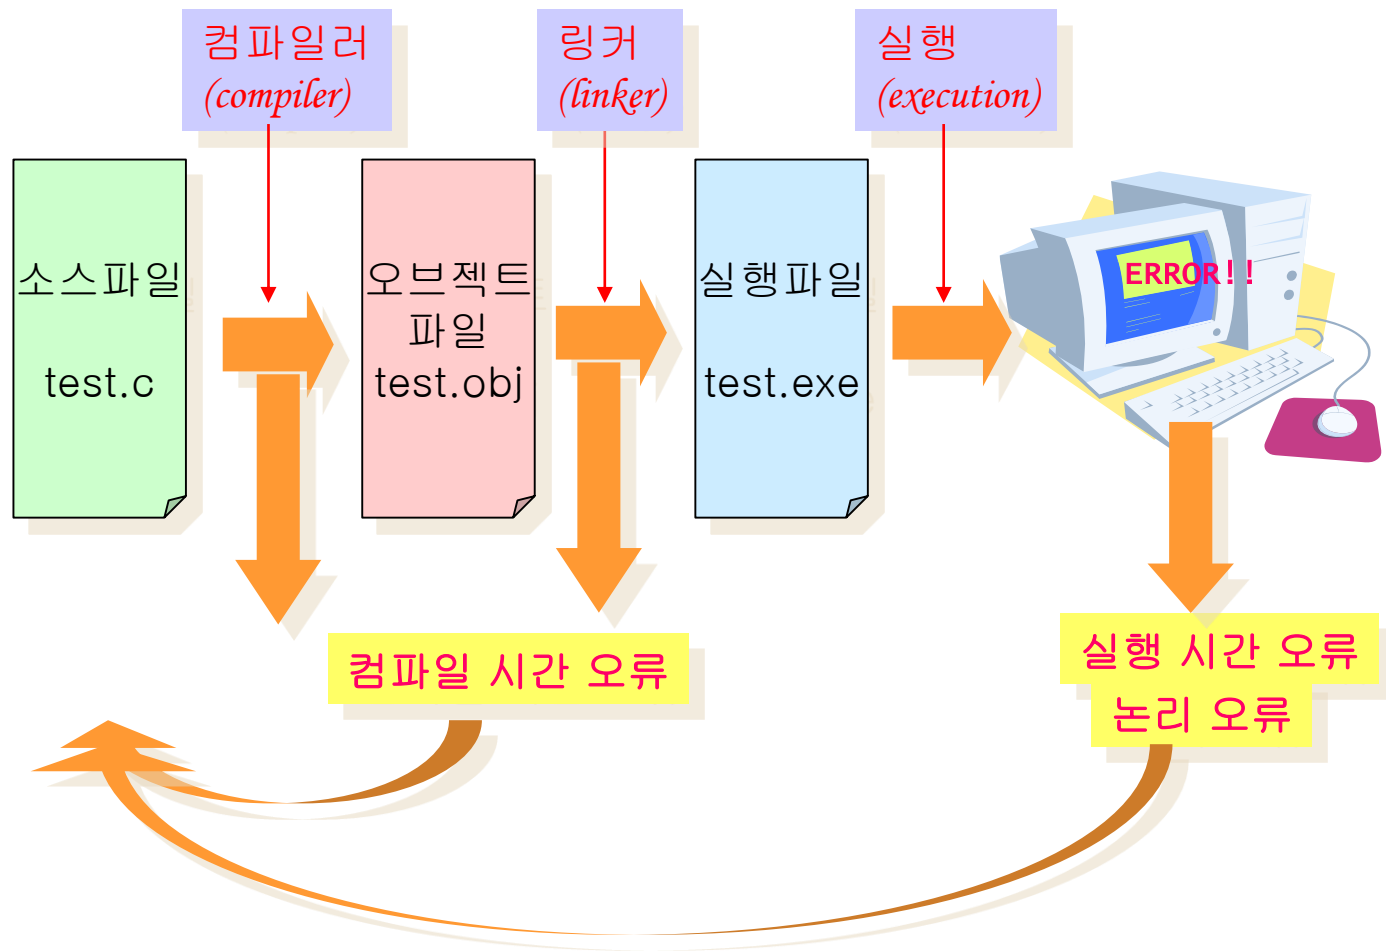 컴파일러
(compiler)
링커
(linker)
실행
(execution)
소스파일
test.c
오브젝트
파일
test.obj
실행파일
test.exe
ERROR!!
컴파일 시간 오류
실행 시간 오류
논리 오류